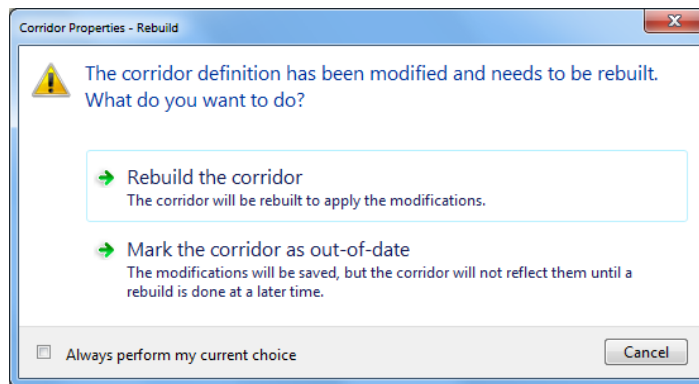 Corridor Properties - Rebuild
The corridor definition has been modified and needs to be rebuilt.
What do you want to do?
Rebuild the corridor
The corridor will be rebuilt to apply the modifications.
Mark the corridor as out-of-date
The modifications will be saved, but the corridor will not reflect them until a
rebuild is done at a later time.
Always perform my current choice
Cancel